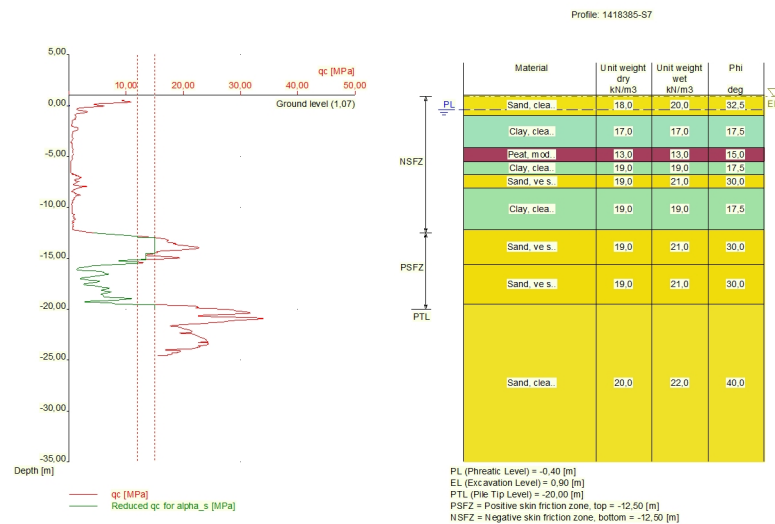 Profile: 1418385-S7
5,00
0,00
-5,00
-10,00
-15,00
-20,00
-25,00
-30,00
-35,00
Depth [m]
qc [MPa]
10,00 20,00 30,00 40,00 50,00
Ground level (1,07)
qc [MPa]
Reduced qc for alpha_s [MPa]
PL
NSFZ
PSFZ
PTL
Material Unit weight dry kN/m3 Unit weight wet kN/m3 Phi deg
Sand, clea.. 18,0 20,0 32,5
Clay, clea.. 17,0 17,0 17,5
Peat, mod.. 13,0 13,0 15,0
Clay, clea.. 19,0 19,0 17,5
Sand, ve s.. 19,0 21,0 30,0
Clay, clea.. 19,0 19,0 17,5
Sand, ve s.. 19,0 21,0 30,0
Sand, ve s.. 19,0 21,0 30,0
Sand, clea.. 20,0 22,0 40,0
PL (Phreatic Level) = -0,40 [m]
EL (Excavation Level) = 0,90 [m]
PTL (Pile Tip Level) = -20,00 [m]
PSFZ = Positive skin friction zone, top = -12,50 [m]
NSFZ = Negative skin friction zone, bottom = -12,50 [m]